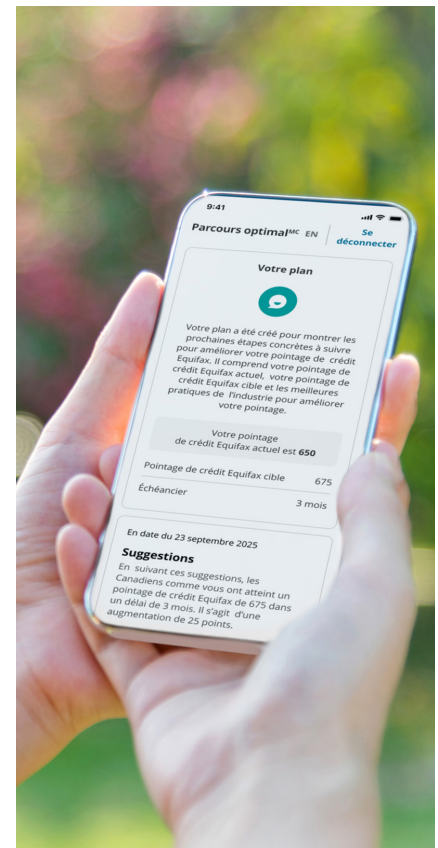 9:41
Parcours optimalMC EN
Se
déconnecter
Votre plan
Votre plan a été créé pour montrer les
prochaines étapes concrètes à suivre
pour améliorer votre pointage de crédit
Equifax. Il comprend votre pointage de
crédit Equifax actuel, votre pointage de
crédit Equifax cible et les meilleures
pratiques de l'industrie pour améliorer
votre pointage.
Votre pointage
de crédit Equifax actuel est 650
Pointage de crédit Equifax cible 675
Échéancier 3 mois
En date du 23 septembre 2025
Suggestions
En suivant ces suggestions, les
Canadiens comme vous ont atteint un
pointage de crédit Equifax de 675 dans
un délai de 3 mois. Il s'agit d'une
augmentation de 25 points.